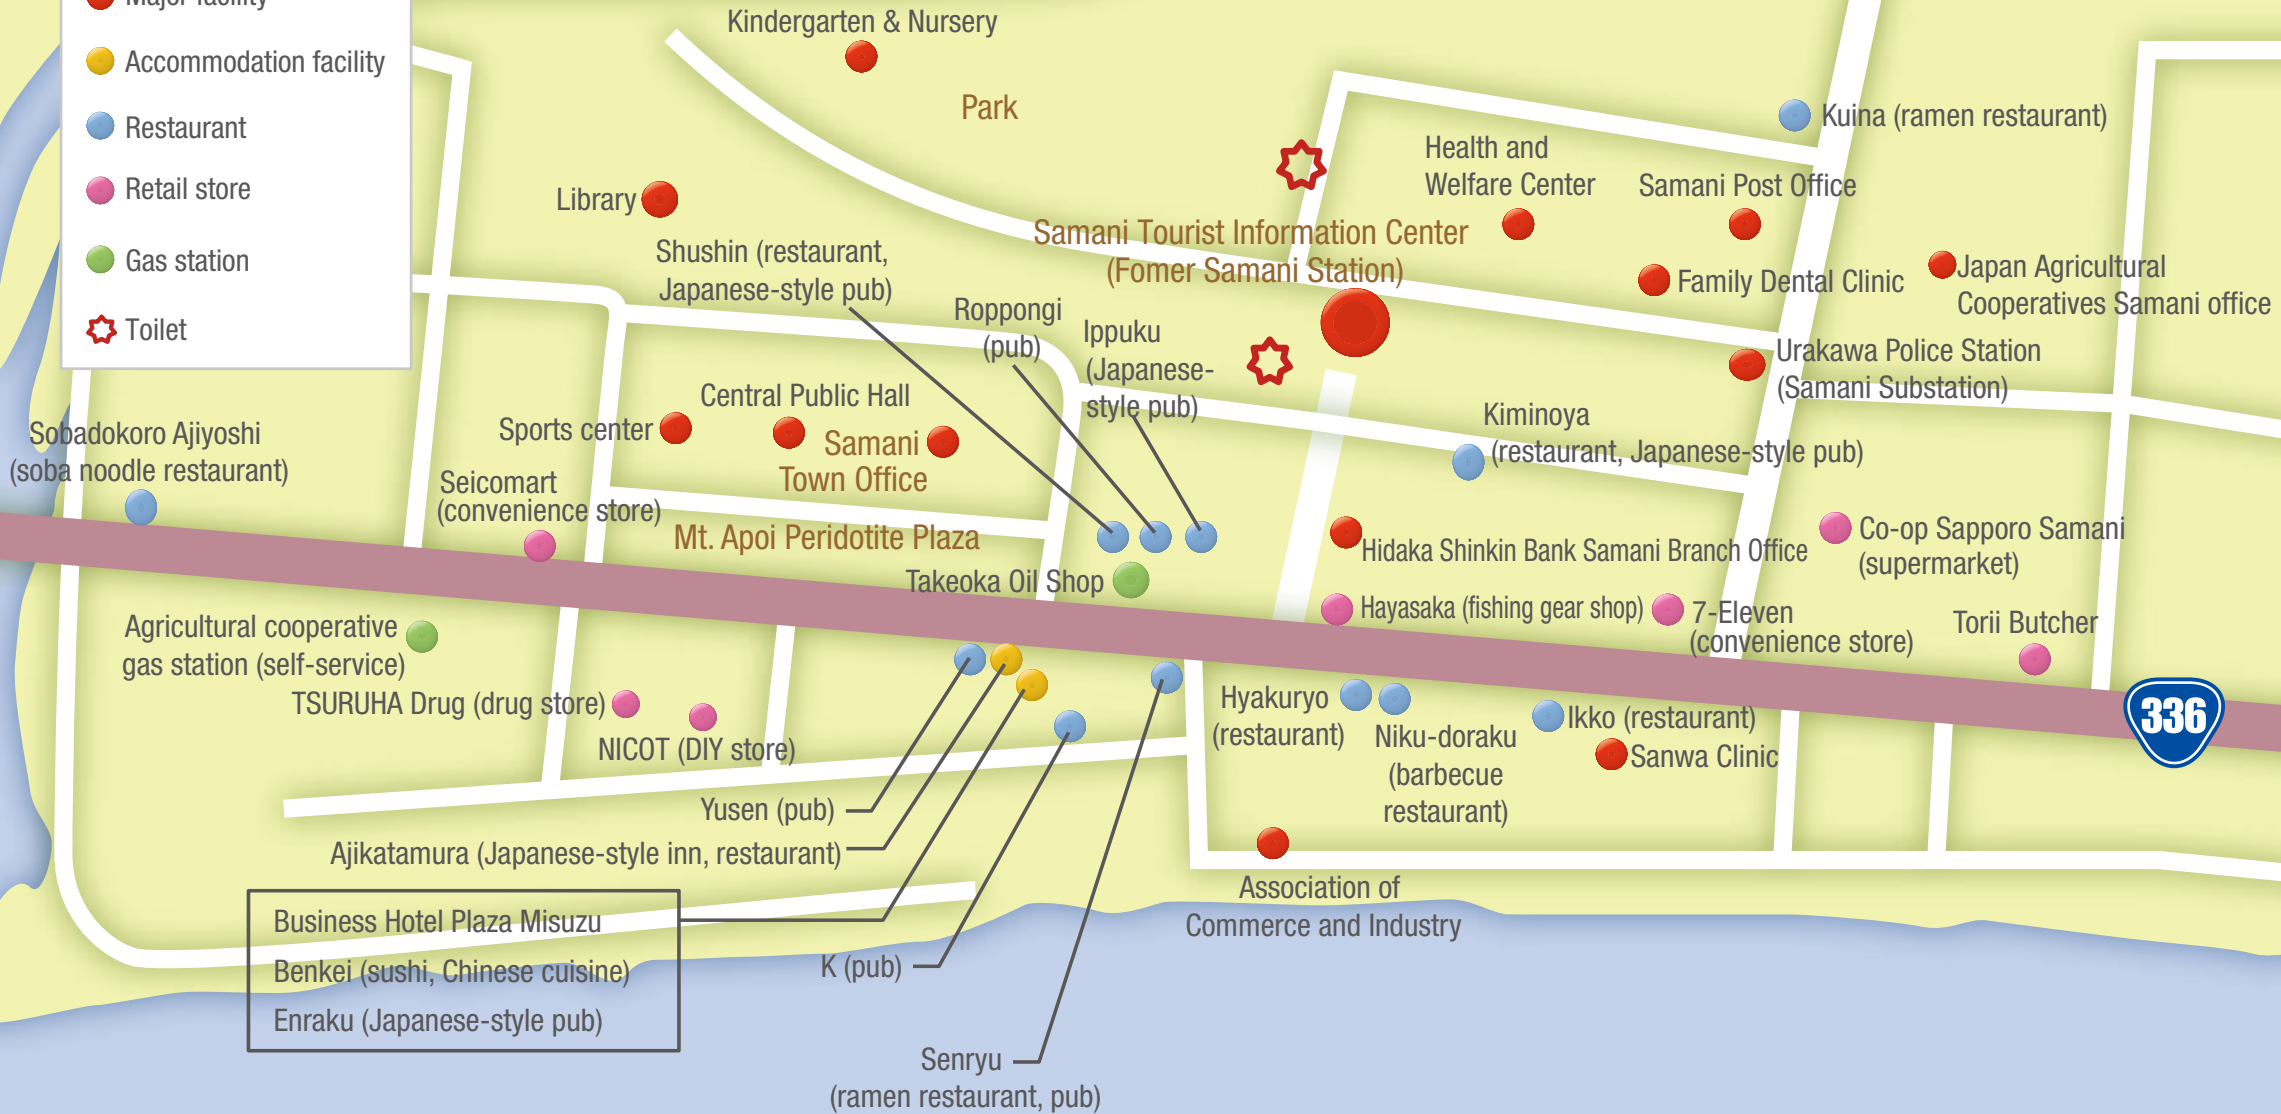 Major facility
Accommodation facility
Restaurant
Retail store
Gas station
Toilet
Kindergarten & Nursery
Park
Library
Kuina (ramen restaurant)
Health and
Welfare Center
Samani Post Office
Samani Tourist Information Center
(Fomer Samani Station)
Family Dental Clinic
Japan Agricultural
Cooperatives Samani office
Shushin (restaurant,
Japanese-style pub)
Roppongi
(pub)
Ippuku
(Japanese-
style pub)
Urakawa Police Station
(Samani Substation)
Sports center
Central Public Hall
Samani
Town Office
Kiminoya
(restaurant, Japanese-style pub)
Sobadokoro Ajiyoshi
(soba noodle restaurant)
Seicomart
(convenience store)
Mt. Apoi Peridotite Plaza
Takeoka Oil Shop
Hidaka Shinkin Bank Samani Branch Office
Co-op Sapporo Samani
(supermarket)
Hayasaka (fishing gear shop)
7-Eleven
(convenience store)
Torii Butcher
Agricultural cooperative
gas station (self-service)
TSURUHA Drug (drug store)
NICOT (DIY store)
Hyakuryo
(restaurant)
Niku-doraku
(barbecue
restaurant)
Ikko (restaurant)
Sanwa Clinic
336
Yusen (pub)
Ajikatamura (Japanese-style inn, restaurant)
Business Hotel Plaza Misuzu
Benkei (sushi, Chinese cuisine)
Enraku (Japanese-style pub)
K (pub)
Senryu
(ramen restaurant, pub)
Association of
Commerce and Industry